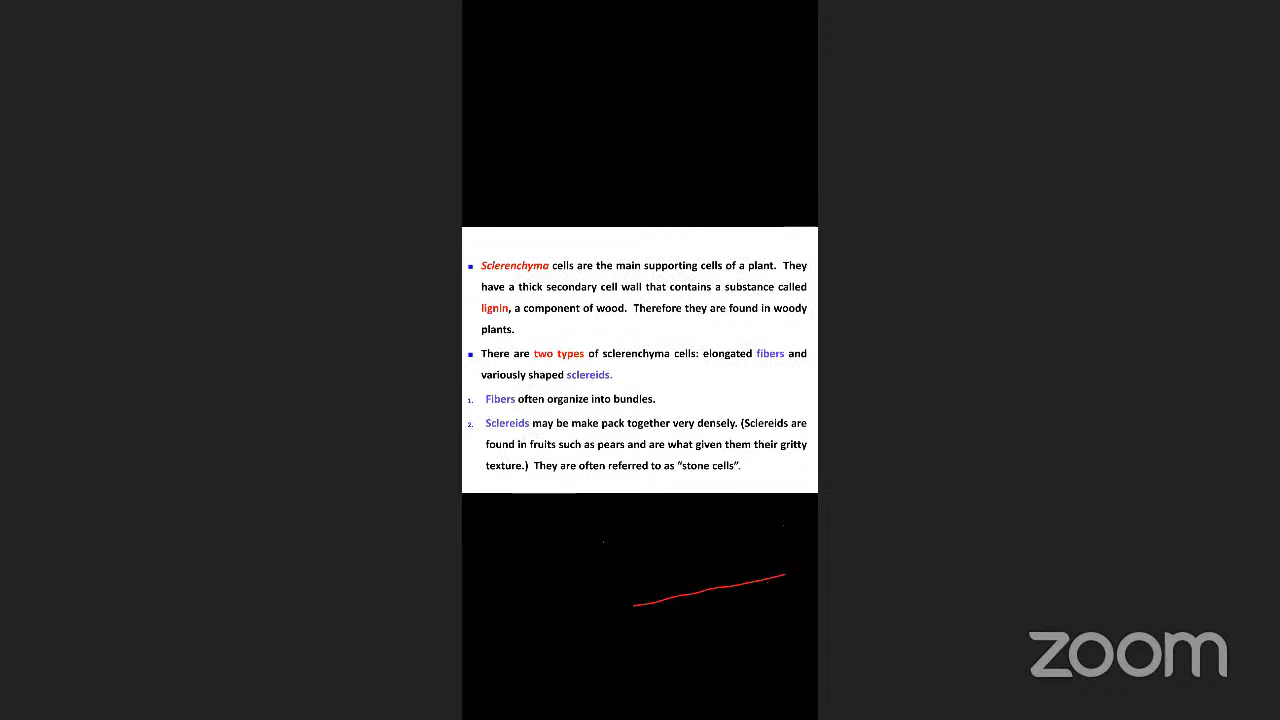 Sclerenchyma cells are the main supporting cells of a plant. They
have a thick secondary cell wall that contains a substance called
lignin, a component of wood. Therefore they are found in woody
plants.
There are two types of sclerenchyma cells: elongated fibers and
variously shaped sclereids.
1. Fibers often organize into bundles.
2. Sclereids may be make pack together very densely. (Sclereids are
found in fruits such as pears and are what given them their gritty
texture.) They are often referred to as “stone cells”.
zoom